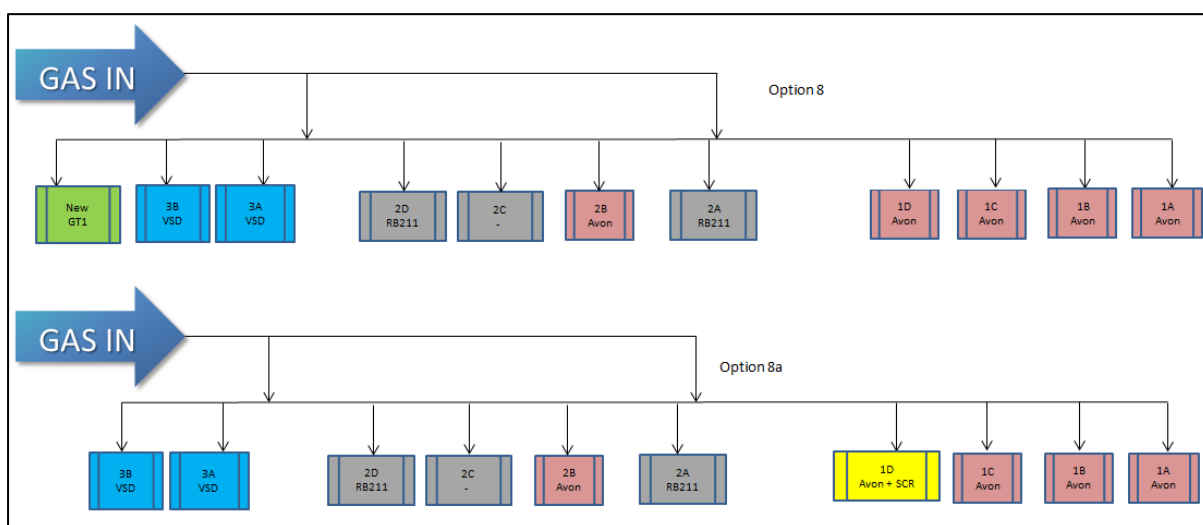 GAS IN
Option 8
New
GT1
3B
VSD
3A
VSD
2D
RB211
2C
-
2B
Avon
2A
RB211
1D
Avon
1C
Avon
1B
Avon
1A
Avon
GAS IN
Option 8a
3B
VSD
3A
VSD
2D
RB211
2C
-
2B
Avon
2A
RB211
1D
Avon + SCR
1C
Avon
1B
Avon
1A
Avon